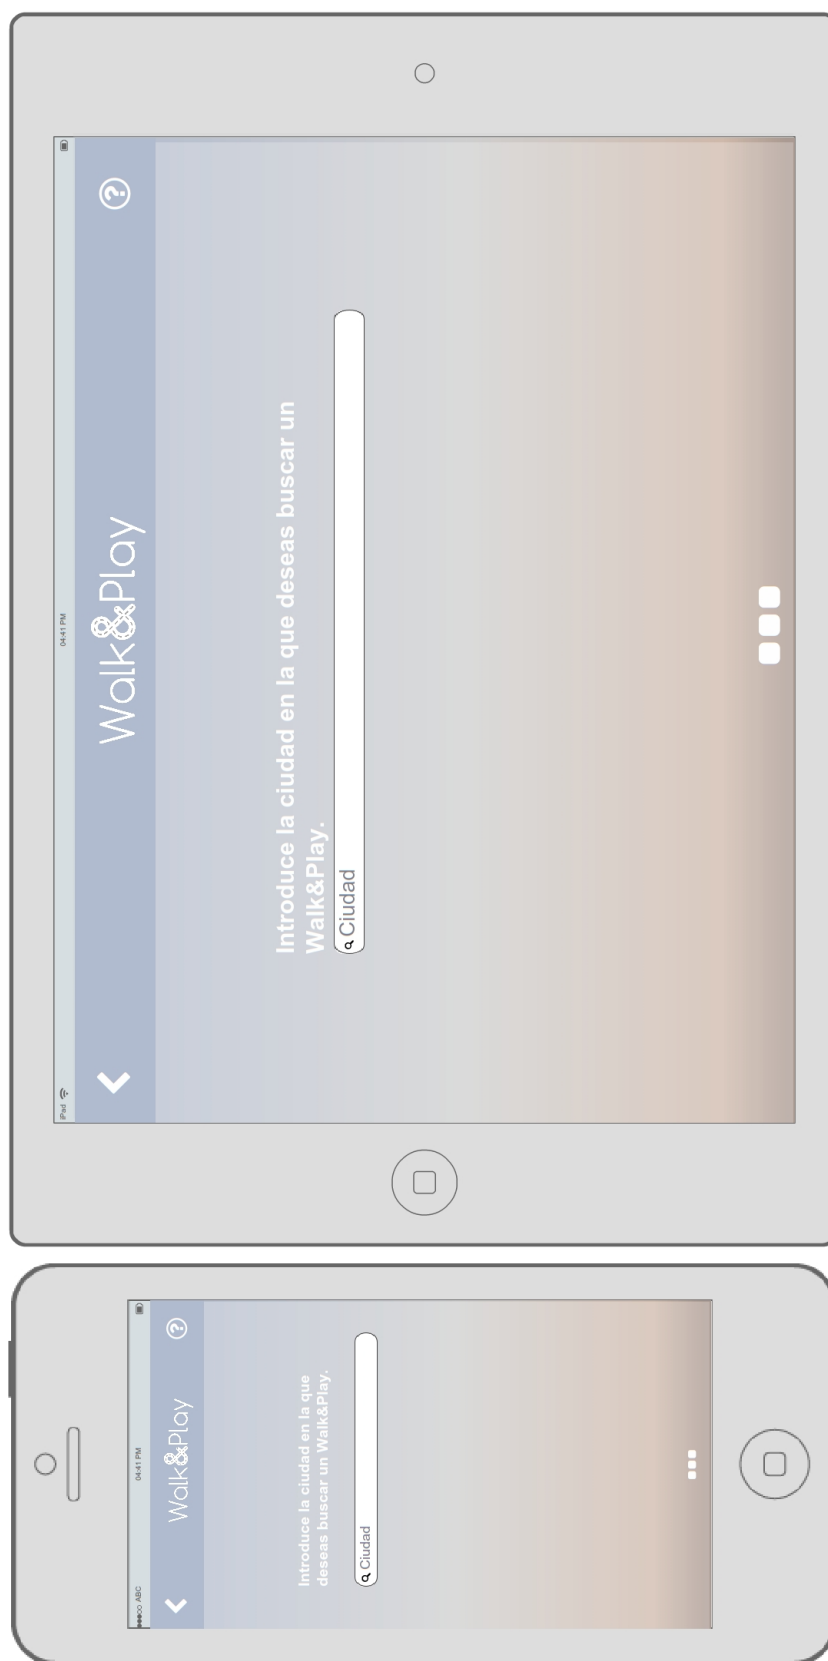 iPad
04:41 PM
Walk&Play
Introduce la ciudad en la que deseas buscar un
Walk&Play.
Ciudad
ABC
04:41 PM
Walk&Play
Introduce la ciudad en la que
deseas buscar un Walk&Play.
Ciudad